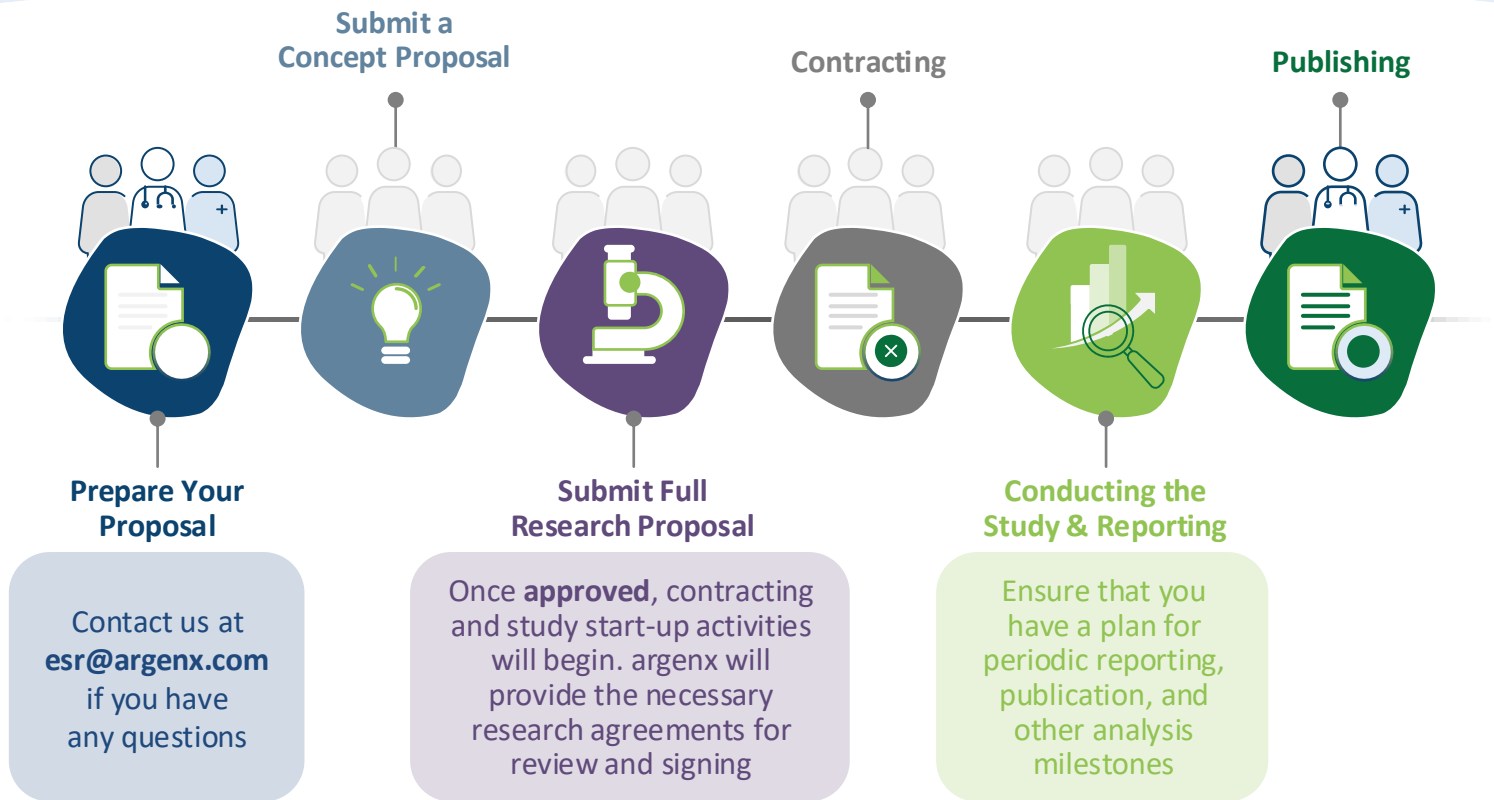 Submit a
Concept Proposal
Contracting
Publishing
Prepare Your
Proposal
Contact us at
esr@argenx.com
if you have
any questions
Submit Full
Research Proposal
Once approved, contracting
and study start-up activities
will begin. argenx will
provide the necessary
research agreements for
review and signing
Conducting the
Study & Reporting
Ensure that you
have a plan for
periodic reporting,
publication, and
other analysis
milestones